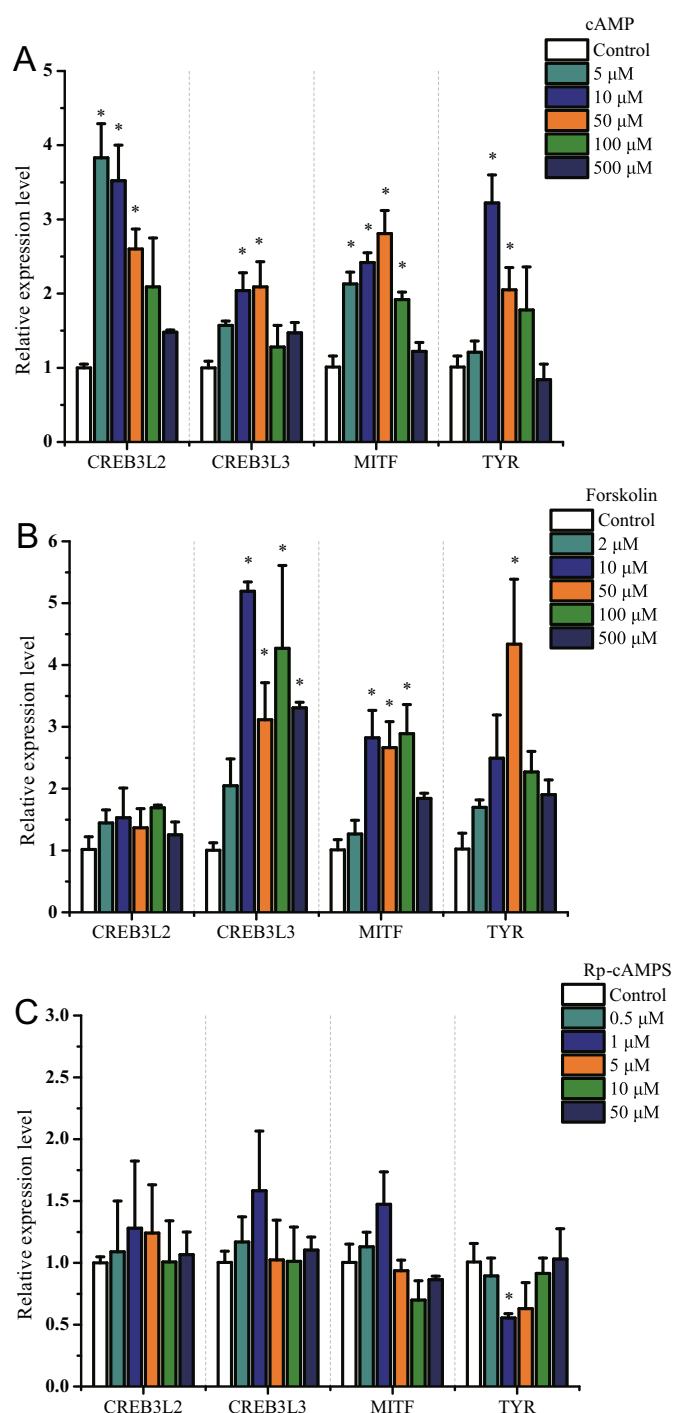 cAMP
A
Control
5 μM
10 μM
50 μM
100 μM
500 μM
5
4
3
2
1
0
Relative expression level
* * * * * * * * * * *
CREB3L2 CREB3L3 MITF TYR
Forskolin
B
Control
2 μM
10 μM
50 μM
100 μM
500 μM
6
5
4
3
2
1
0
Relative expression level
* * * * * * * *
CREB3L2 CREB3L3 MITF TYR
Rp-cAMPS
C
Control
0.5 μM
1 μM
5 μM
10 μM
50 μM
3.0
2.5
2.0
1.5
1.0
0.5
0.0
Relative expression level
*
CREB3L2 CREB3L3 MITF TYR